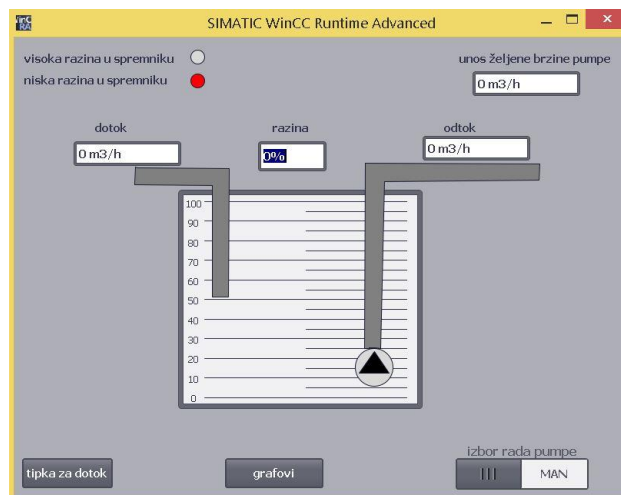 WinCC
RA
SIMATIC WinCC Runtime Advanced
visoka razina u spremniku
niska razina u spremniku
unos željene brzine pumpe
0 m3/h
dotok
razina
odtok
0 m3/h
0%
0 m3/h
100
90
80
70
60
50
40
30
20
10
0
izbor rada pumpe
tipka za dotok
grafovi
MAN